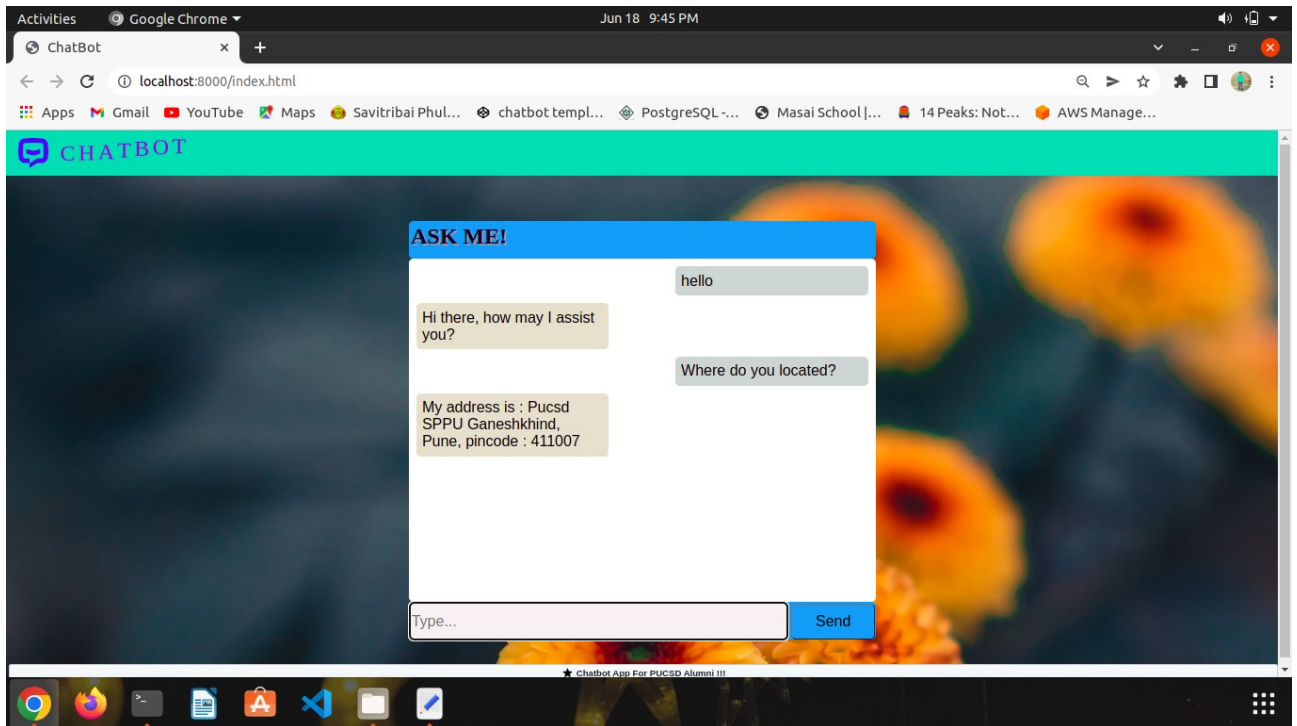 Activities Google Chrome Jun 18 9:45 PM
ChatBot
localhost:8000/index.html
Apps Gmail YouTube Maps Savitribai Phul... chatbot templ... PostgreSQL -... Masai School |... 14 Peaks: Not... AWS Manage...
CHATBOT
ASK ME!
hello
Hi there, how may I assist
you?
Where do you located?
My address is : Pucsd
SPPU Ganeshkhind,
Pune, pincode : 411007
Type... Send
★ Chatbot App For PUCSD Alumni !!!